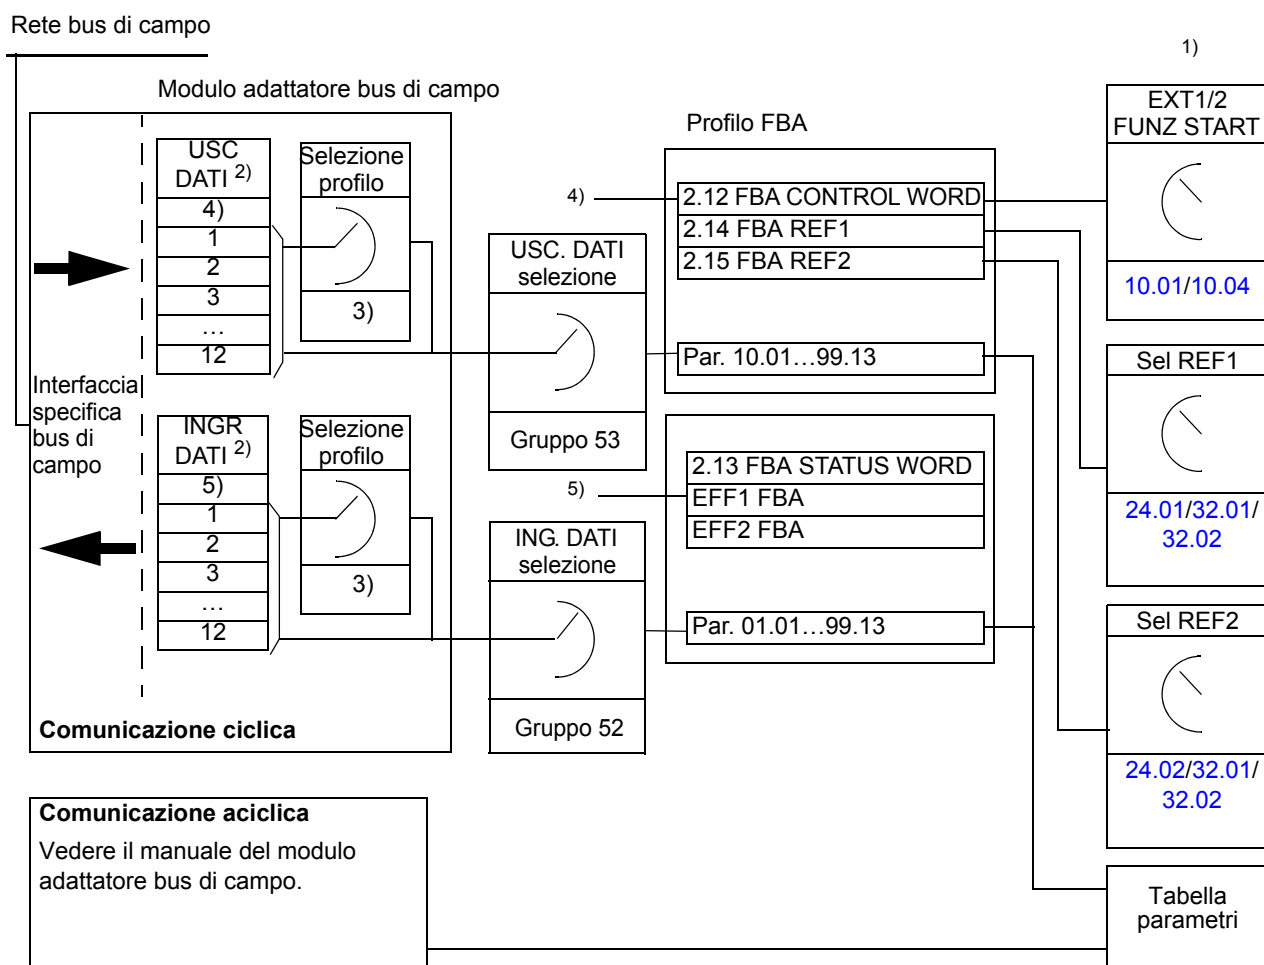 Rete bus di campo
1)
Modulo adattatore bus di campo
Profilo FBA
EXT1/2
FUNZ START
10.01/10.04
USC
DATI 2)
4)
1
2
3
…
12
Selezione
profilo
3)
USC. DATI
selezione
Gruppo 53
4)
2.12 FBA CONTROL WORD
2.14 FBA REF1
2.15 FBA REF2
Par. 10.01…99.13
Sel REF1
24.01/32.01/
32.02
Interfaccia
specifica
bus di
campo
INGR
DATI 2)
5)
1
2
3
…
12
Selezione
profilo
3)
ING. DATI
selezione
Gruppo 52
5)
2.13 FBA STATUS WORD
EFF1 FBA
EFF2 FBA
Par. 01.01…99.13
Sel REF2
24.02/32.01/
32.02
Comunicazione ciclica
Comunicazione aciclica
Vedere il manuale del modulo
adattatore bus di campo.
Tabella
parametri